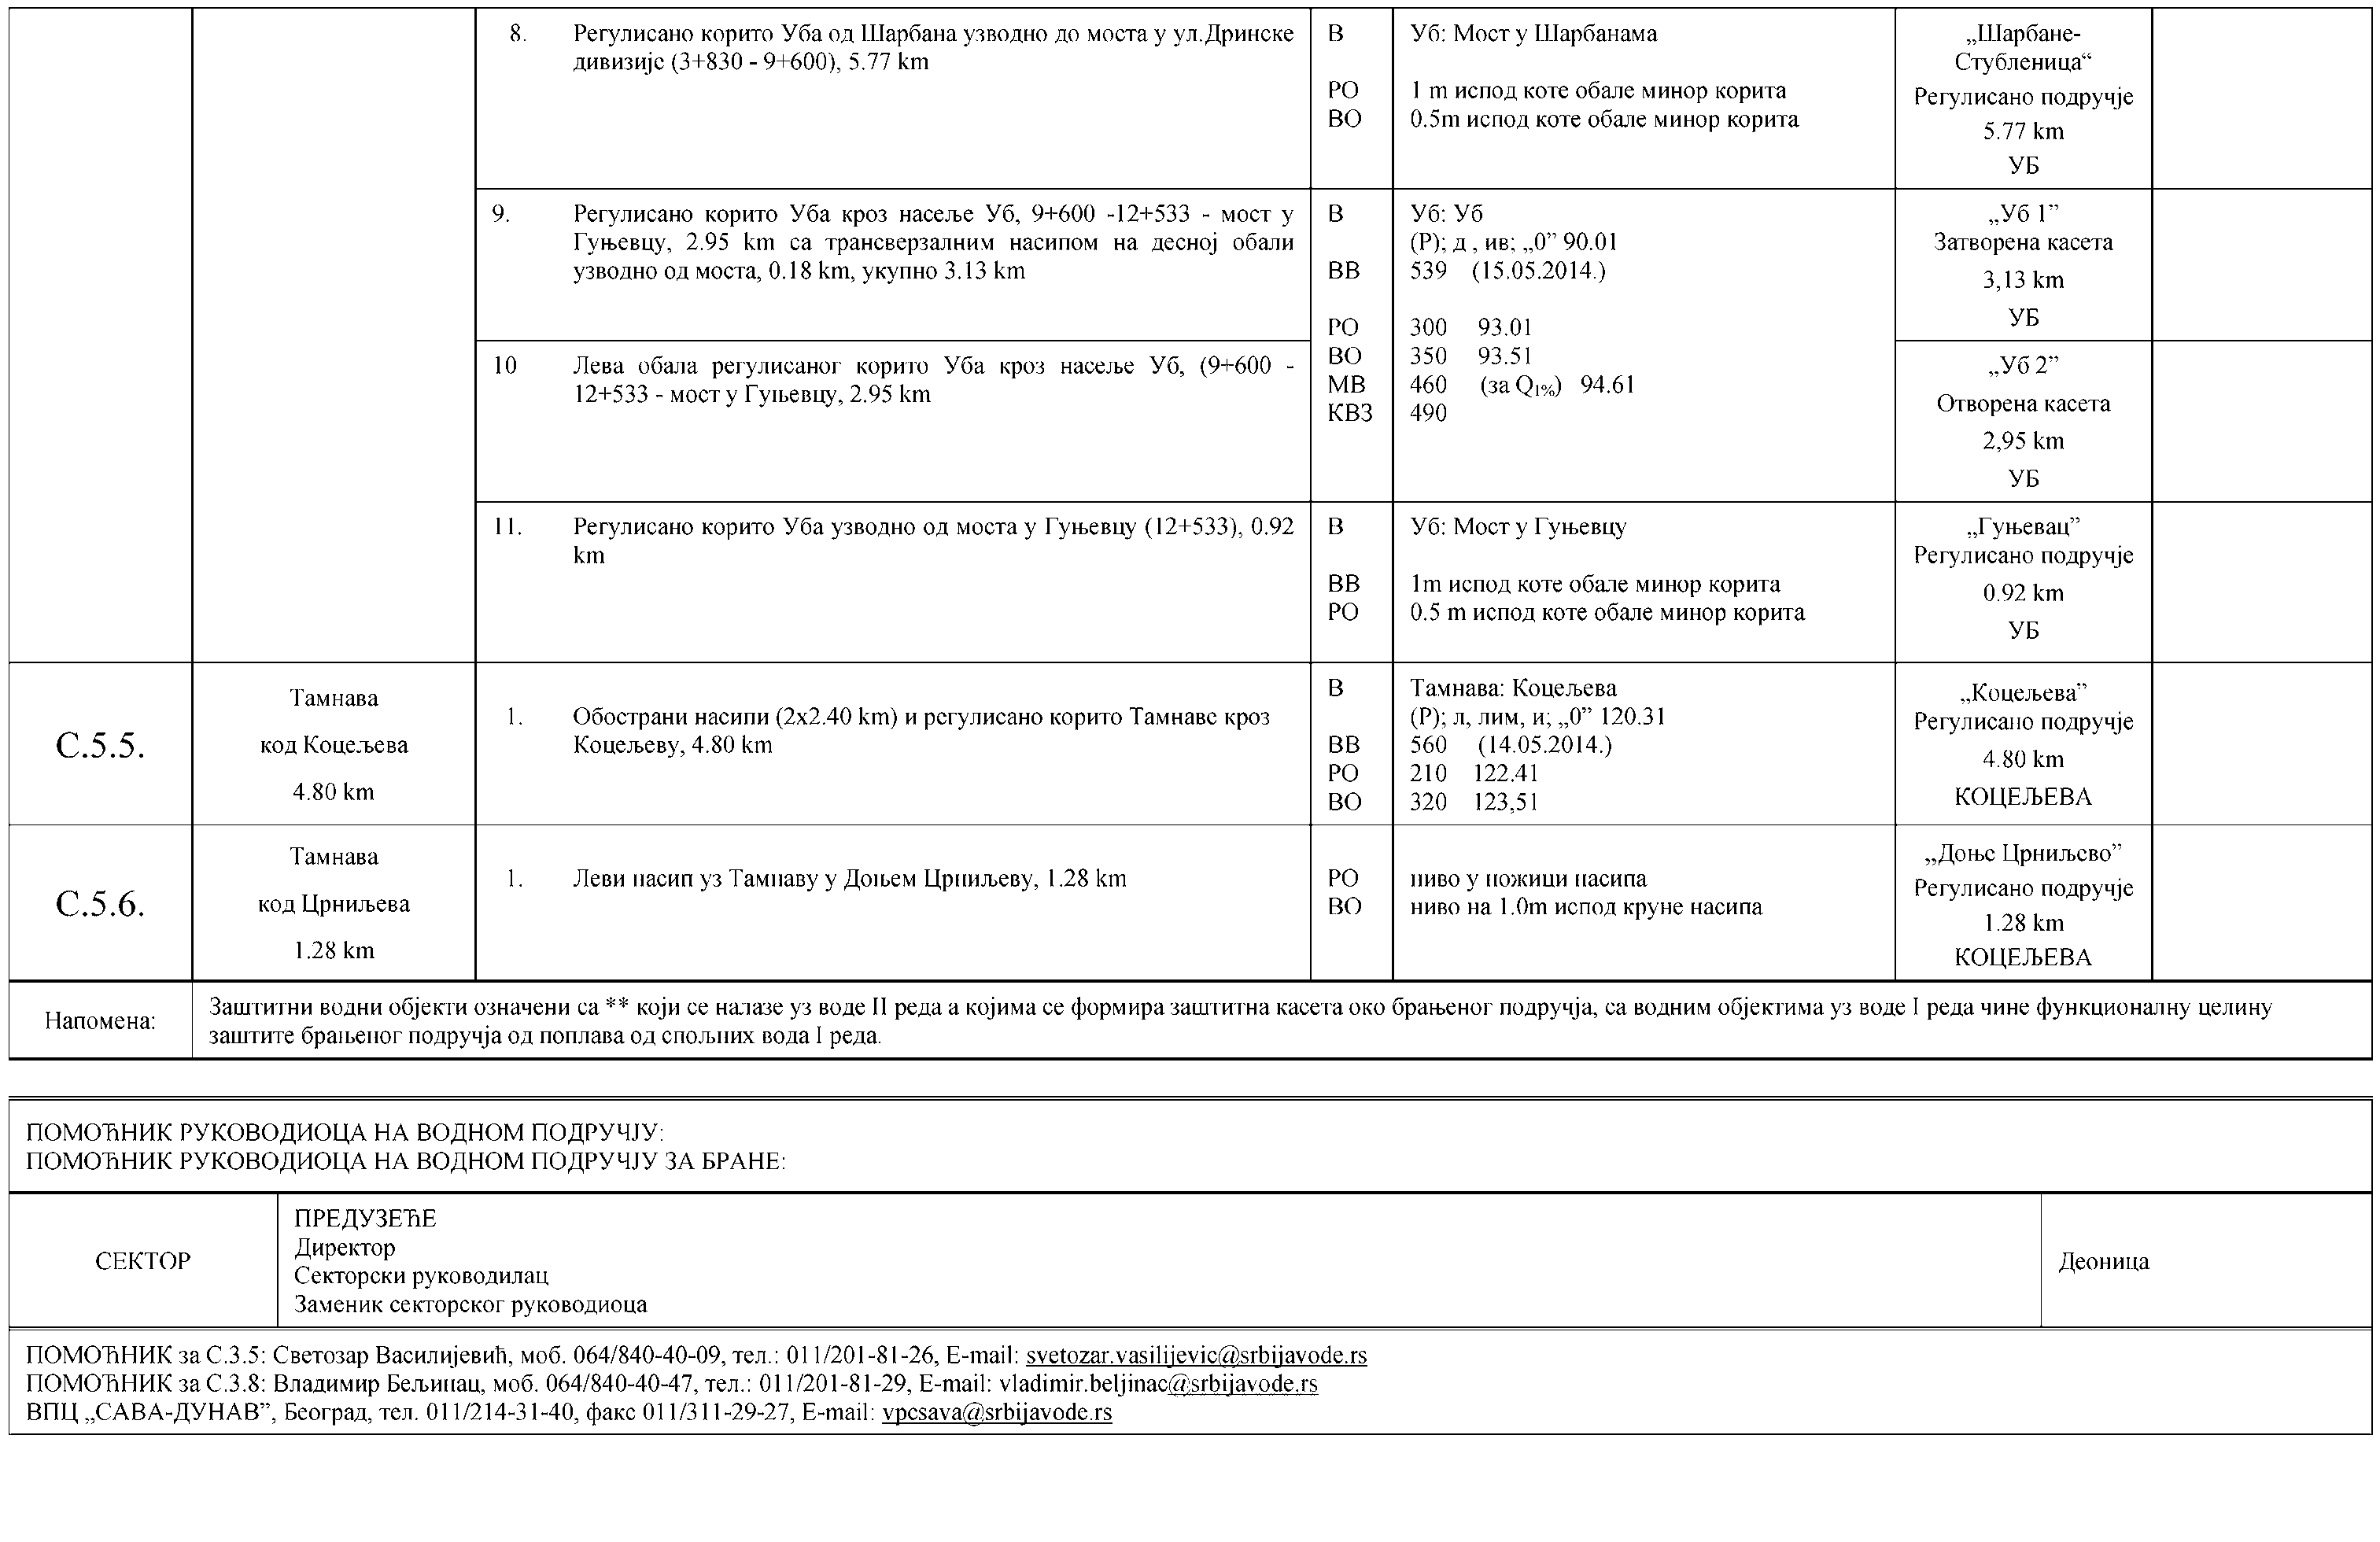 8. Регулисано корито Уба од Шарбана узводно до моста у ул.Дринске
дивизије (3+830 - 9+600), 5.77 km
В Уб: Мост у Шарбанама
РО 1 m испод коте обале минор корита
ВО 0.5m испод коте обале минор корита
„Шарбане-
Стубленица“
Регулисано подручје
5.77 km
УБ
9. Регулисано корито Уба кроз насеље Уб, 9+600 -12+533 - мост у
Гуњевцу, 2.95 km са трансверзалним насипом на десној обали
узводно од моста, 0.18 km, укупно 3.13 km
В Уб: Уб
(Р); д , ив; „0” 90.01
ВВ 539 (15.05.2014.)
РО 300 93.01
ВО 350 93.51
МВ 460 (за Q1%) 94.61
КВЗ 490
„Уб 1”
Затворена касета
3,13 km
УБ
10 Лева обала регулисаног корито Уба кроз насеље Уб, (9+600 -
12+533 - мост у Гуњевцу, 2.95 km
„Уб 2”
Отворена касета
2,95 km
УБ
11. Регулисано корито Уба узводно од моста у Гуњевцу (12+533), 0.92
km
В Уб: Мост у Гуњевцу
ВВ 1m испод коте обале минор корита
РО 0.5 m испод коте обале минор корита
„Гуњевац”
Регулисано подручје
0.92 km
УБ
С.5.5.
Тамнава
код Коцељева
4.80 km
1. Обострани насипи (2x2.40 km) и регулисано корито Тамнаве кроз
Коцељеву, 4.80 km
В Тамнава: Коцељева
(Р); л, лим, и; „0” 120.31
ВВ 560 (14.05.2014.)
РО 210 122.41
ВО 320 123,51
„Коцељева”
Регулисано подручје
4.80 km
КОЦЕЉЕВА
С.5.6.
Тамнава
код Црниљева
1.28 km
1. Леви насип уз Тамнаву у Доњем Црниљеву, 1.28 km
РО ниво у ножици насипа
ВО ниво на 1.0m испод круне насипа
„Доње Црниљево”
Регулисано подручје
1.28 km
КОЦЕЉЕВА
Напомена:
Заштитни водни објекти означени са ** који се налазе уз воде II реда а којима се формира заштитна касета око брањеног подручја, са водним објектима уз воде I реда чине функционалну целину
заштите брањеног подручја од поплава од спољних вода I реда.
ПОМОЋНИК РУКОВОДИОЦА НА ВОДНОМ ПОДРУЧЈУ:
ПОМОЋНИК РУКОВОДИОЦА НА ВОДНОМ ПОДРУЧЈУ ЗА БРАНЕ:
СЕКТОР
ПРЕДУЗЕЋЕ
Директор
Секторски руководилац
Заменик секторског руководиоца
Деоница
ПОМОЋНИК за С.3.5: Светозар Василијевић, моб. 064/840-40-09, тел.: 011/201-81-26, E-mail: svetozar.vasilijevic@srbijavode.rs
ПОМОЋНИК за С.3.8: Владимир Бељинац, моб. 064/840-40-47, тел.: 011/201-81-29, E-mail: vladimir.beljinac@srbijavode.rs
ВПЦ „САВА-ДУНАВ”, Београд, тел. 011/214-31-40, факс 011/311-29-27, E-mail: vpcsava@srbijavode.rs